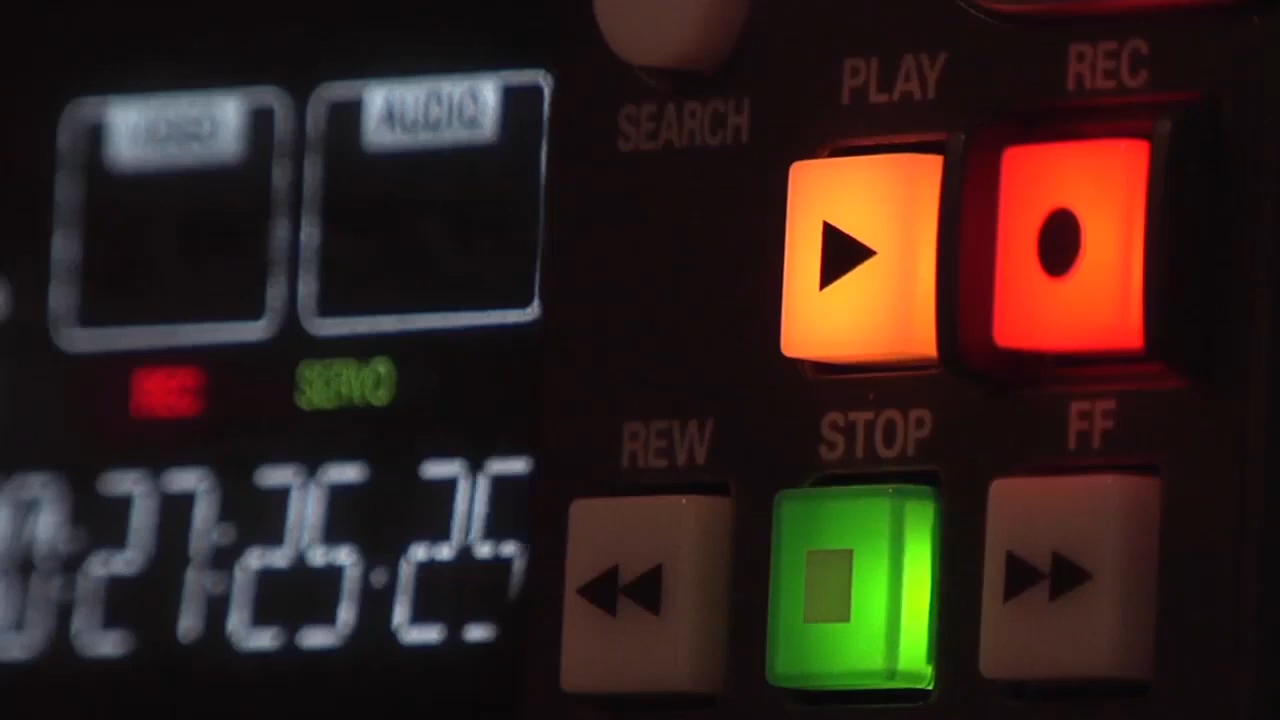 VIDEO AUDIO
SEARCH
PLAY REC
REC SERVO
REW STOP FF